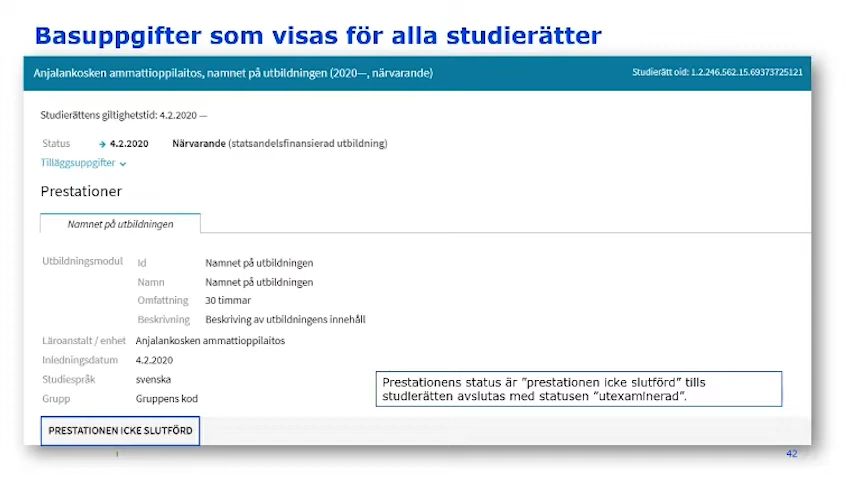 Basuppgifter som visas för alla studierätter
Anjalankosken ammattioppilaitos, namnet på utbildningen (2020—, närvarande) Studierätt oid: 1.2.246.562.15.69373725121
Studierättens giltighetstid: 4.2.2020 —
Status → 4.2.2020 Närvarande (statsandelsfinansierad utbildning)
Tilläggsuppgifter
Prestationer
Namnet på utbildningen
Utbildningsmodul Id Namnet på utbildningen
Namn Namnet på utbildningen
Omfattning 30 timmar
Beskrivning Beskriving av utbildningens innehåll
Läroanstalt / enhet Anjalankosken ammattioppilaitos
Inledningsdatum 4.2.2020
Studiespråk svenska
Grupp Gruppens kod
Prestationens status är ”prestationen icke slutförd” tills
studierätten avslutas med statusen ”utexaminerad”.
PRESTATIONEN ICKE SLUTFÖRD
42